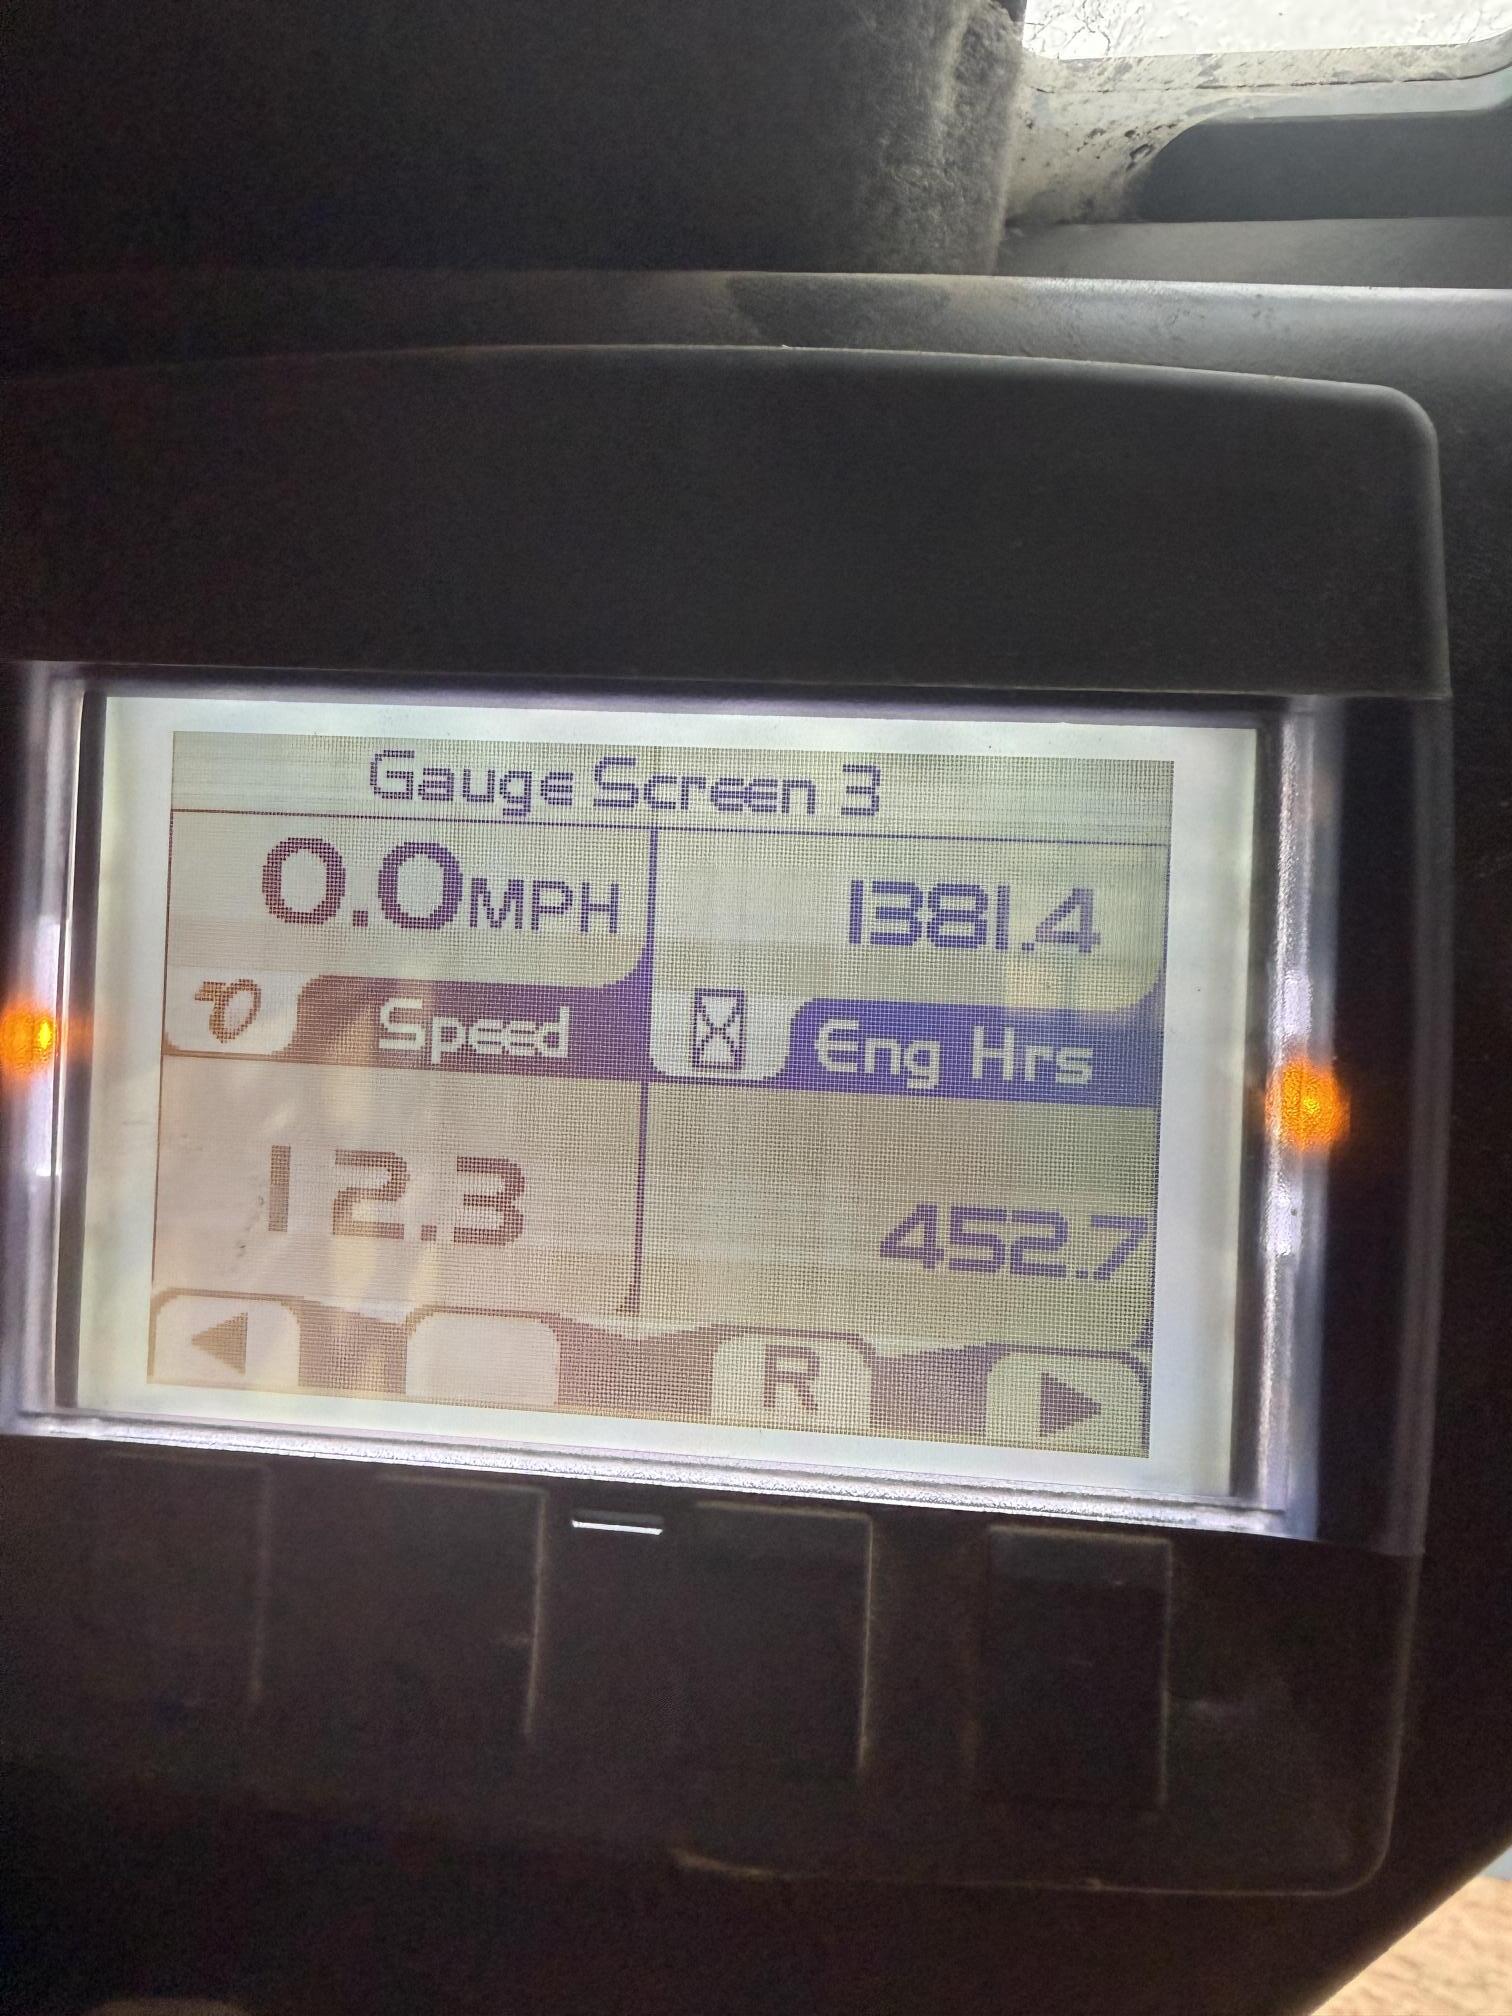 Gauge Screen 3
0.0MPH
1381.4
Speed
Eng Hrs
12.3
452.7
R